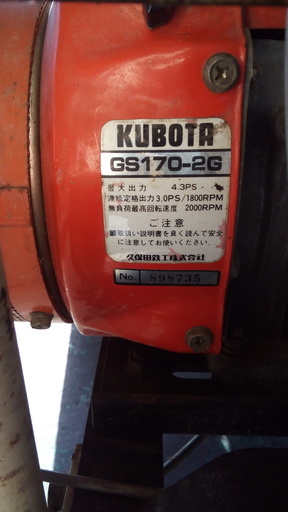 KUBOTA
GS170-2G
最大出力 4.3PS
連続定格出力 3.0PS/1800RPM
無負荷最高回転速度 2000RPM
ご注意
取扱い説明書を良く読んで安全
に注意してお使いください.
久保田鉄工株式会社
No. 898735